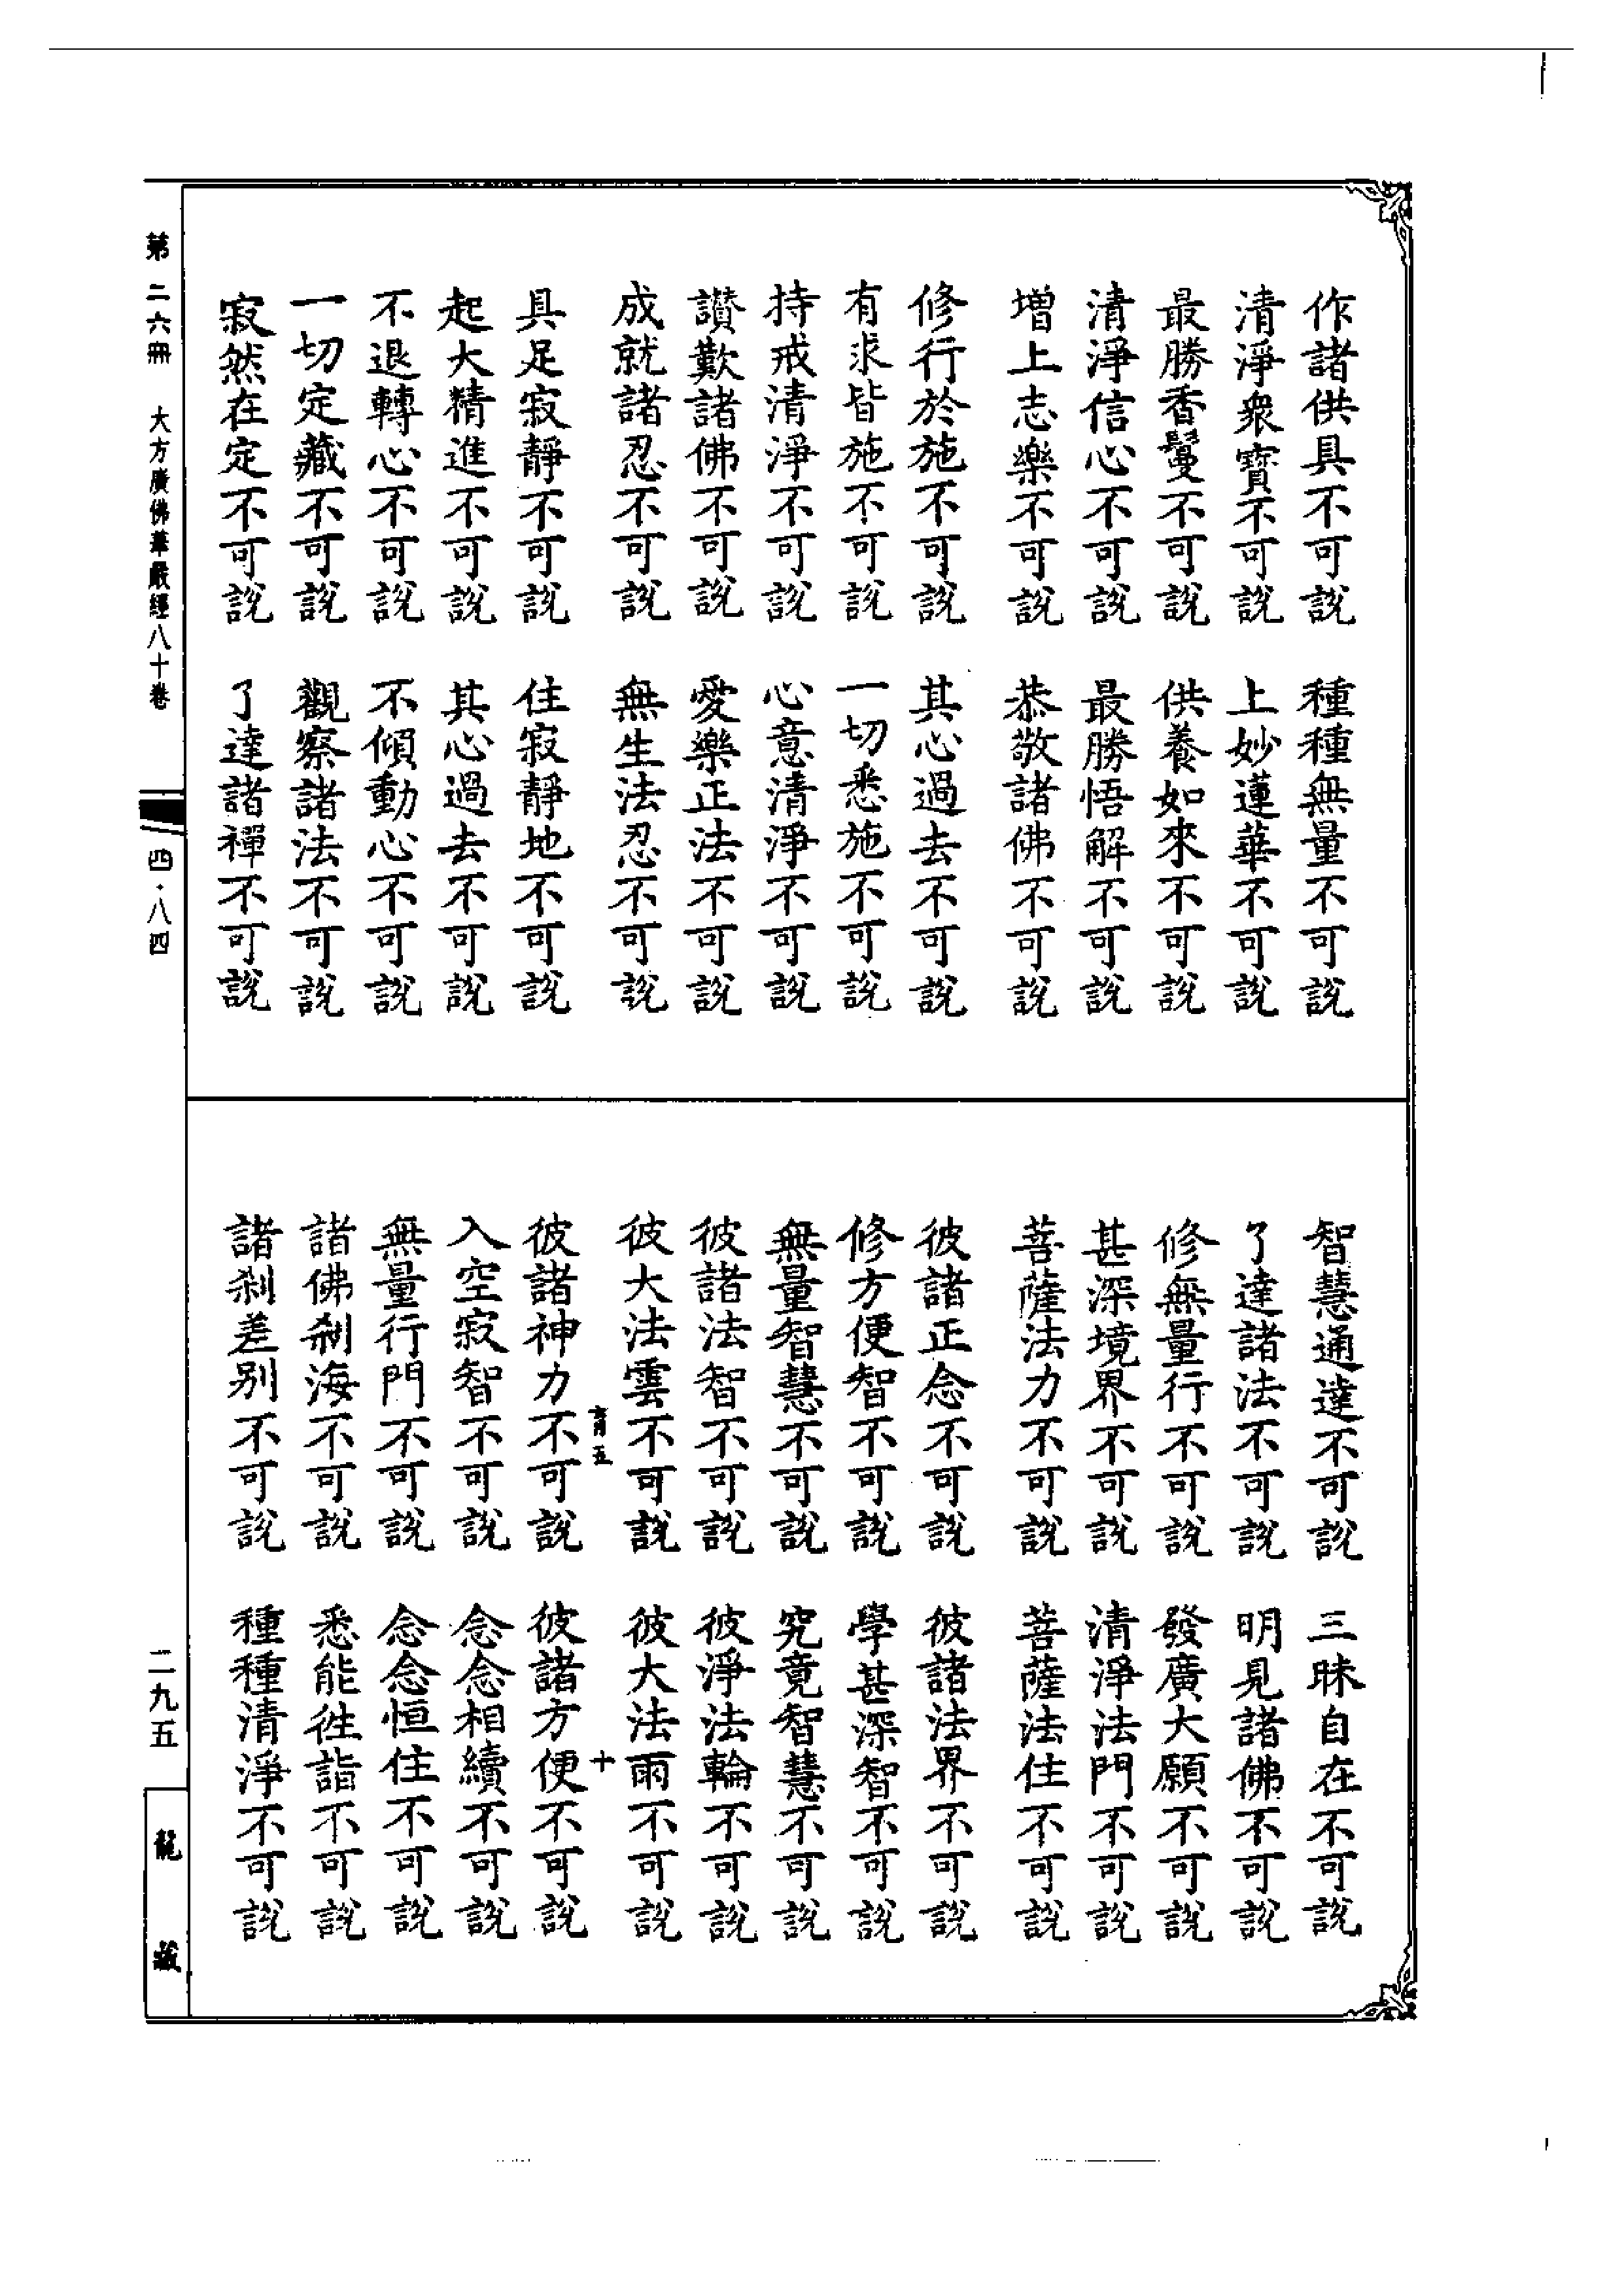 作諸供具不可說　種種無量不可說
清淨衆寶不可說　上妙蓮華不可說
最勝香鬘不可說　供養如來不可說
清淨信心不可說　最勝悟解不可說
增上志樂不可說　恭敬諸佛不可說
修行於施不可說　其心過去不可說
有求皆施不可說　一切悉施不可說
持戒清淨不可說　心意清淨不可說
讚歎諸佛不可說　愛樂正法不可說
成就諸忍不可說　無生法忍不可說
具足寂靜不可說　住寂靜地不可說
起大精進不可說　其心過去不可說
不退轉心不可說　不傾動心不可說
一切定藏不可說　觀察諸法不可說
寂然在定不可說　了達諸禪不可說
智慧通達不可說　三昧自在不可說
了達諸法不可說　明見諸佛不可說
修無量行不可說　發廣大願不可說
甚深境界不可說　清淨法門不可說
菩薩法力不可說　菩薩法住不可說
彼諸正念不可說　彼諸法界不可說
修方便智不可說　學甚深智不可說
無量智慧不可說　究竟智慧不可說
彼諸法智不可說　彼淨法輪不可說
彼大法雲不可說　彼大法雨不可說
育五　十
彼諸神力不可說　彼諸方便不可說
入空寂智不可說　念念相續不可說
無量行門不可說　念念恒住不可說
諸佛刹海不可說　悉能往詣不可說
諸刹差别不可說　種種清淨不可說
第二六冊　大方廣佛華嚴經八十卷　四·八四　二九五　龍藏